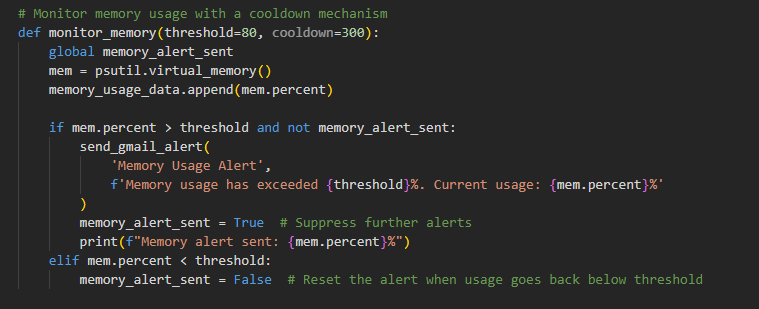 # Monitor memory usage with a cooldown mechanism
def monitor_memory(threshold=80, cooldown=300):
    global memory_alert_sent
    mem = psutil.virtual_memory()
    memory_usage_data.append(mem.percent)

    if mem.percent > threshold and not memory_alert_sent:
        send_gmail_alert(
            'Memory Usage Alert',
            f'Memory usage has exceeded {threshold}%. Current usage: {mem.percent}%'
        )
        memory_alert_sent = True  # Suppress further alerts
        print(f"Memory alert sent: {mem.percent}%")
    elif mem.percent < threshold:
        memory_alert_sent = False  # Reset the alert when usage goes back below threshold